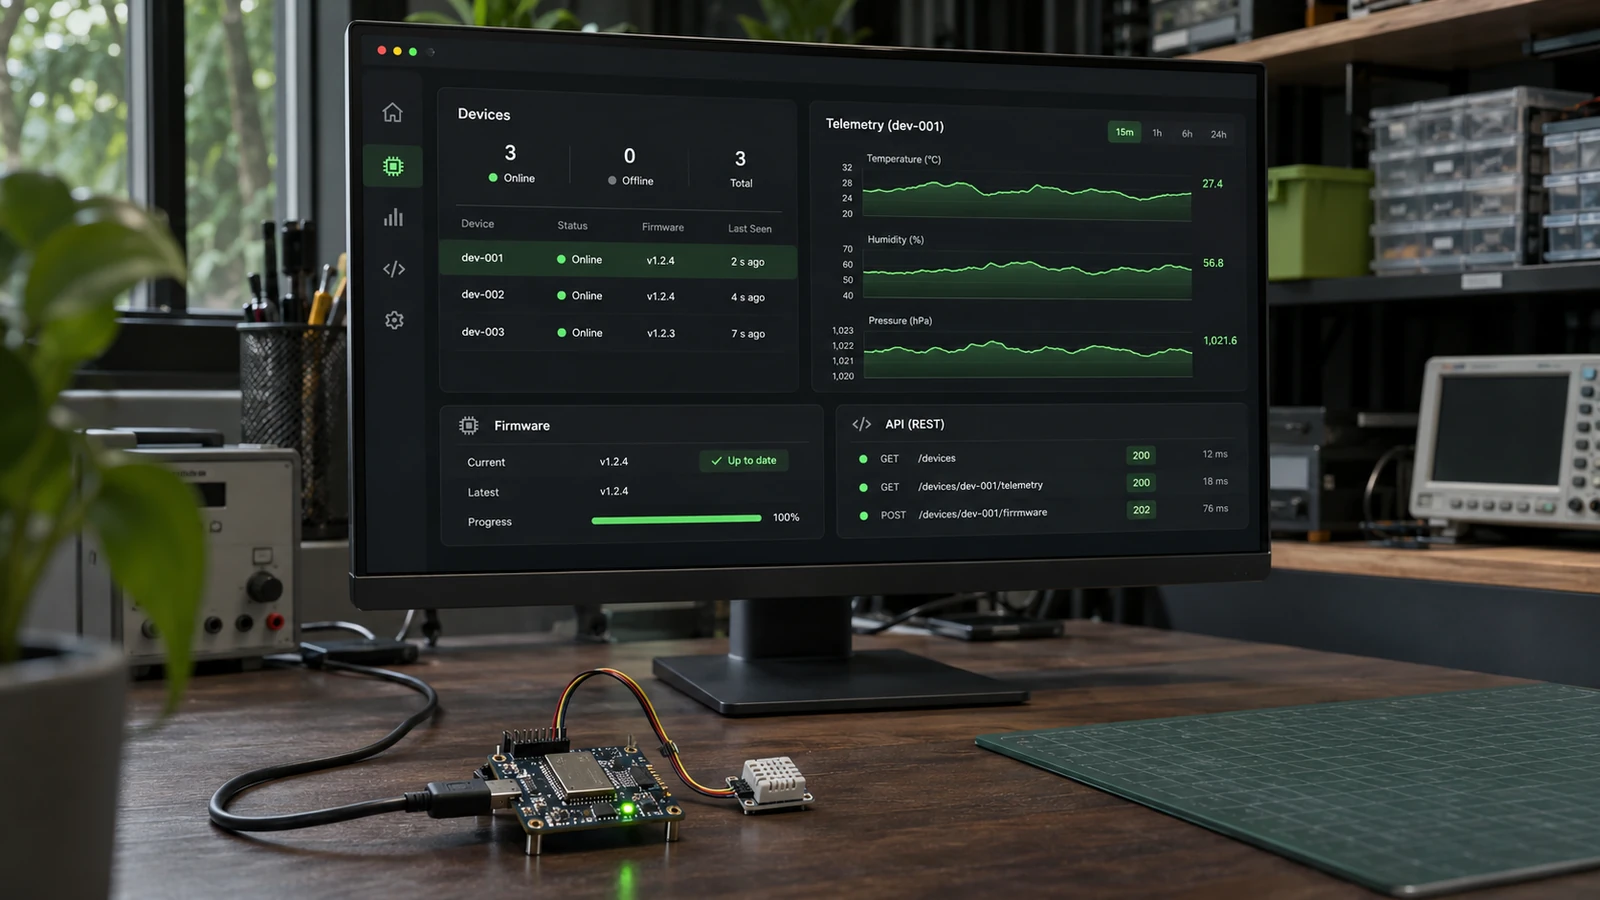 Devices
3
Online
0
Offline
3
Total
Device Status Firmware Last Seen
dev-001 Online v1.2.4 2 s ago
dev-002 Online v1.2.4 4 s ago
dev-003 Online v1.2.3 7 s ago
Telemetry (dev-001)
15m 1h 6h 24h
Temperature (°C)
32
28
24
20
27.4
Humidity (%)
70
60
50
40
56.8
Pressure (hPa)
1,023
1,022
1,021
1,020
1,021.6
Firmware
Current v1.2.4 Up to date
Latest v1.2.4
Progress 100%
API (REST)
GET /devices 200 12 ms
GET /devices/dev-001/telemetry 200 18 ms
POST /devices/dev-001/firrmware 202 76 ms